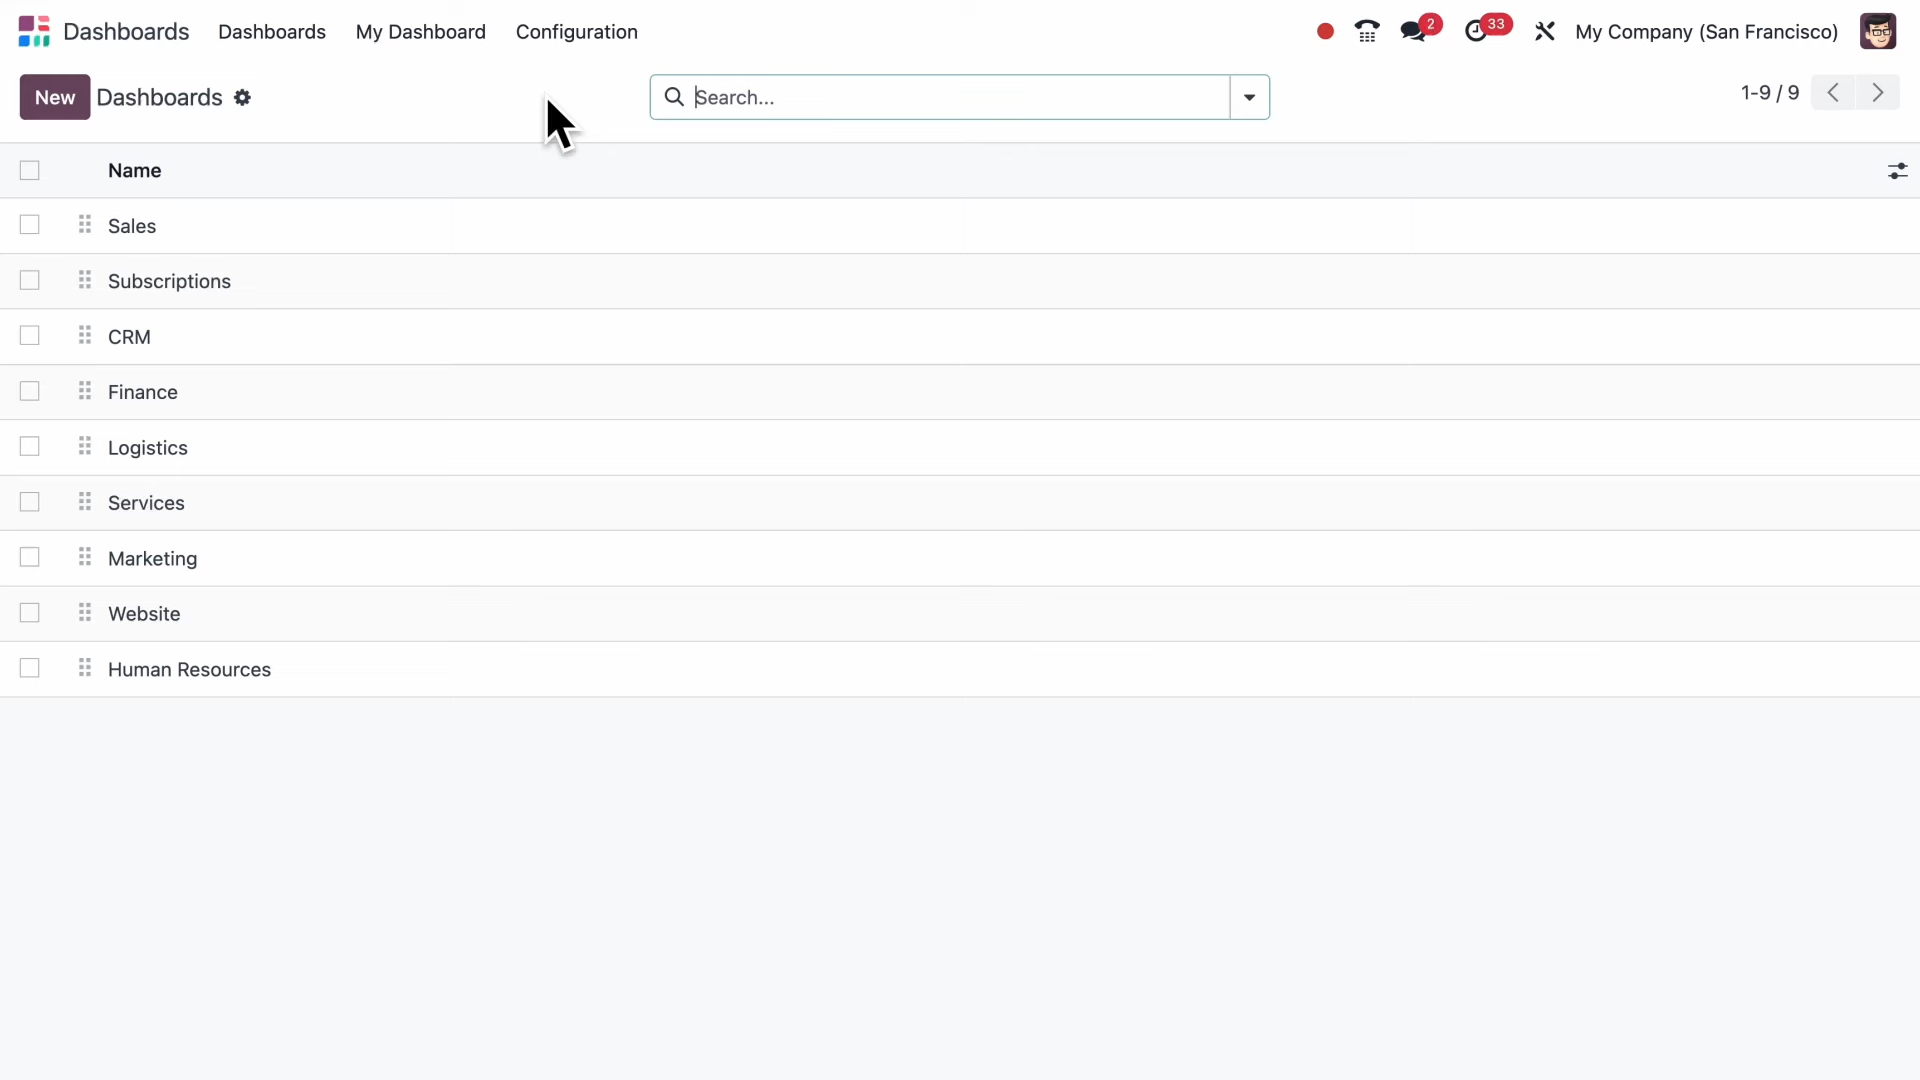 Dashboards Dashboards My Dashboard Configuration 2 33 My Company (San Francisco)
New Dashboards Search... 1-9 / 9
Name
Sales
Subscriptions
CRM
Finance
Logistics
Services
Marketing
Website
Human Resources